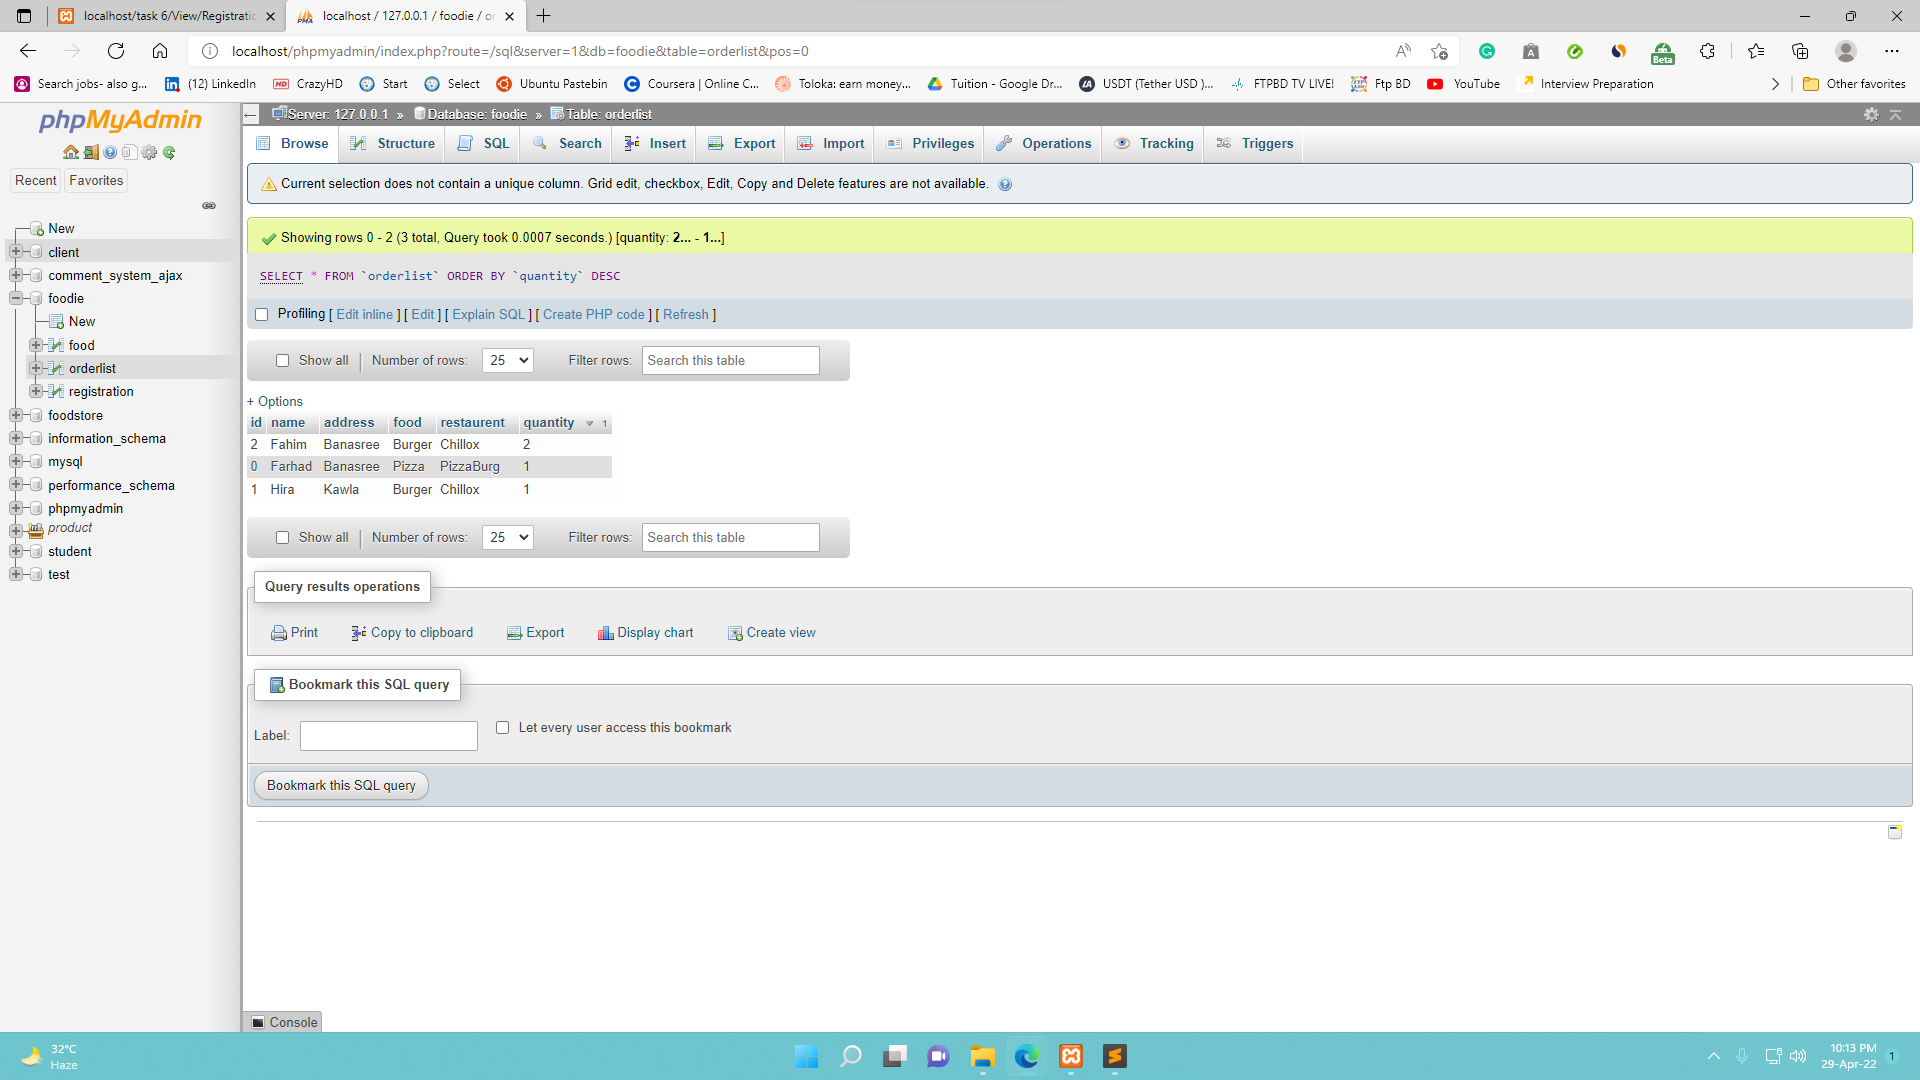 localhost/task 6/View/Registratio
localhost / 127.0.0.1 / foodie / or
localhost/phpmyadmin/index.php?route=/sql&server=1&db=foodie&table=orderlist&pos=0
Beta
Search jobs- also g... (12) LinkedIn CrazyHD Start Select Ubuntu Pastebin Coursera | Online C... Toloka: earn money... Tuition - Google Dr... USDT (Tether USD )... FTPBD TV LIVE! Ftp BD YouTube Interview Preparation Other favorites
phpMyAdmin
Recent Favorites
New
client
comment_system_ajax
foodie
New
food
orderlist
registration
foodstore
information_schema
mysql
performance_schema
phpmyadmin
product
student
test
Server: 127.0.0.1 » Database: foodie » Table: orderlist
Browse Structure SQL Search Insert Export Import Privileges Operations Tracking Triggers
Current selection does not contain a unique column. Grid edit, checkbox, Edit, Copy and Delete features are not available.
Showing rows 0 - 2 (3 total, Query took 0.0007 seconds.) [quantity: 2... - 1...]
SELECT * FROM `orderlist` ORDER BY `quantity` DESC
Profiling [ Edit inline ] [ Edit ] [ Explain SQL ] [ Create PHP code ] [ Refresh ]
Show all | Number of rows: 25 Filter rows: Search this table
+ Options
id name address food restaurent quantity 1
2 Fahim Banasree Burger Chillox 2
0 Farhad Banasree Pizza PizzaBurg 1
1 Hira Kawla Burger Chillox 1
Show all | Number of rows: 25 Filter rows: Search this table
Query results operations
Print Copy to clipboard Export Display chart Create view
Bookmark this SQL query
Label: Let every user access this bookmark
Bookmark this SQL query
Console
32°C
Haze
10:13 PM
29-Apr-22
1